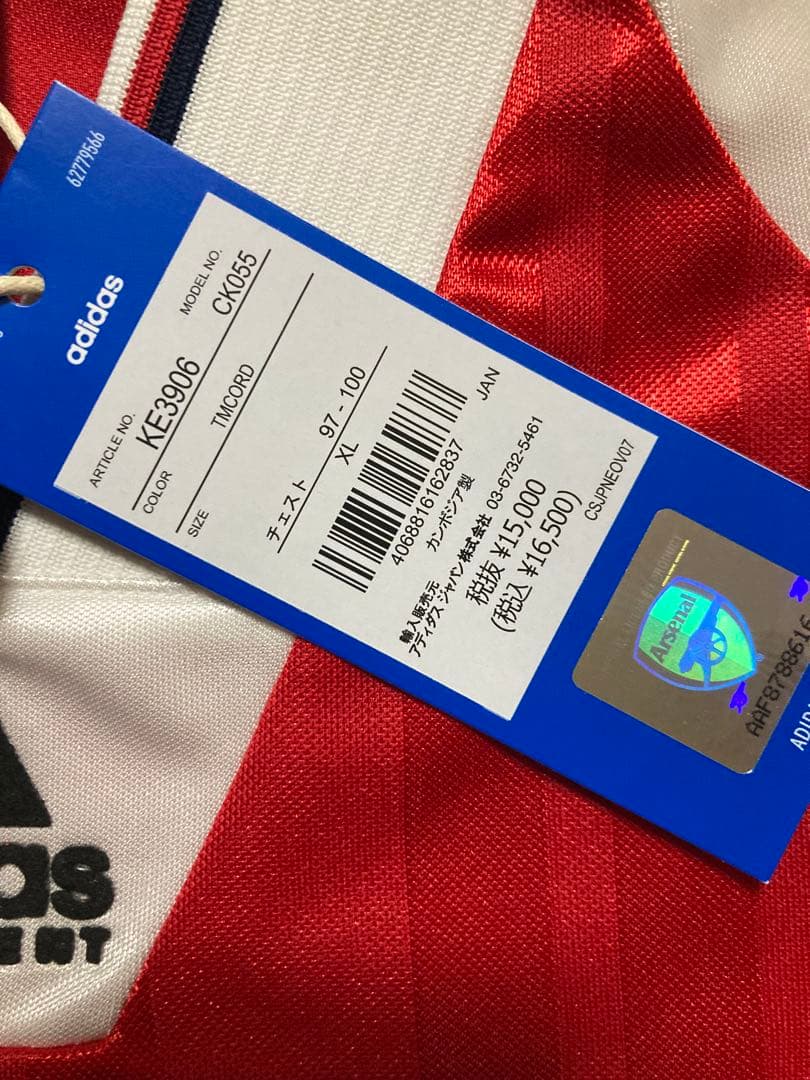 62779566
adidas
ARTICLE NO.
MODEL NO.
KE3906
CK055
COLOR
TMCORD
SIZE
チェスト
97 - 100
XL
4068816162837
JAN
カンボジア製
輸入販売元
アディダス ジャパン株式会社 03-6732-5461
税抜 ¥15,000
(税込 ¥16,500)
CSJPNEOV07
Arsenal
AAF8788616
as
ENT